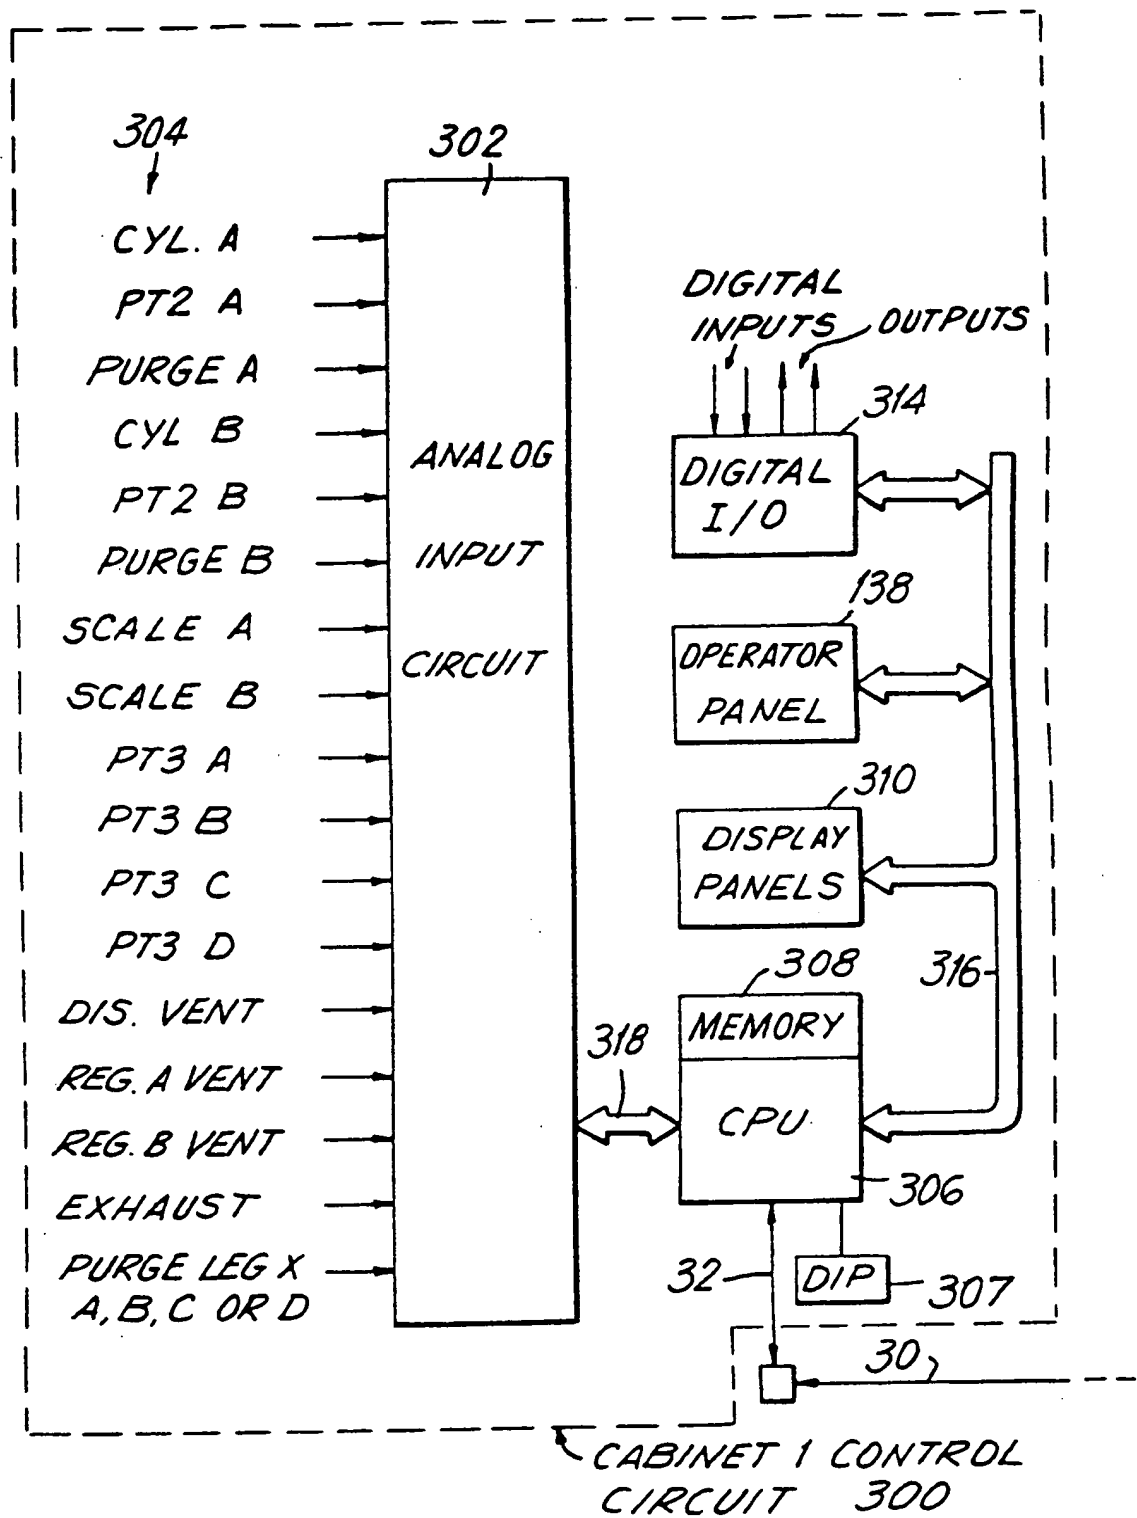 304
302
CYL. A
PT2 A
PURGE A
CYL B
PT2 B
PURGE B
SCALE A
SCALE B
PT3 A
PT3 B
PT3 C
PT3 D
DIS. VENT
REG. A VENT
REG. B VENT
EXHAUST
PURGE LEG X
A, B, C OR D
ANALOG
INPUT
CIRCUIT
DIGITAL
INPUTS
OUTPUTS
314
DIGITAL
I/O
138
OPERATOR
PANEL
310
DISPLAY
PANELS
316
308
MEMORY
318
CPU
306
32
DIP
307
30
CABINET 1 CONTROL
CIRCUIT 300